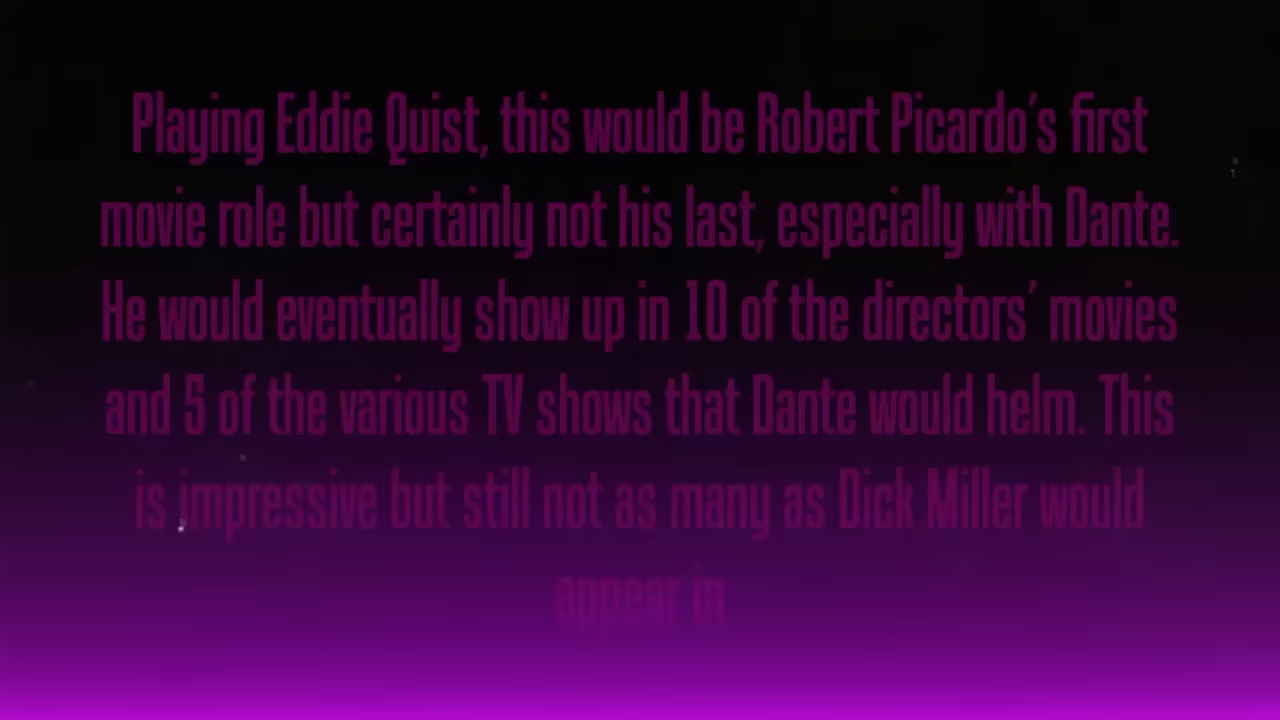 Playing Eddie Quist, this would be Robert Picardo's first
movie role but certainly not his last, especially with Dante.
He would eventually show up in 10 of the directors' movies
and 5 of the various TV shows that Dante would helm. This
is impressive but still not as many as Dick Miller would
appear in